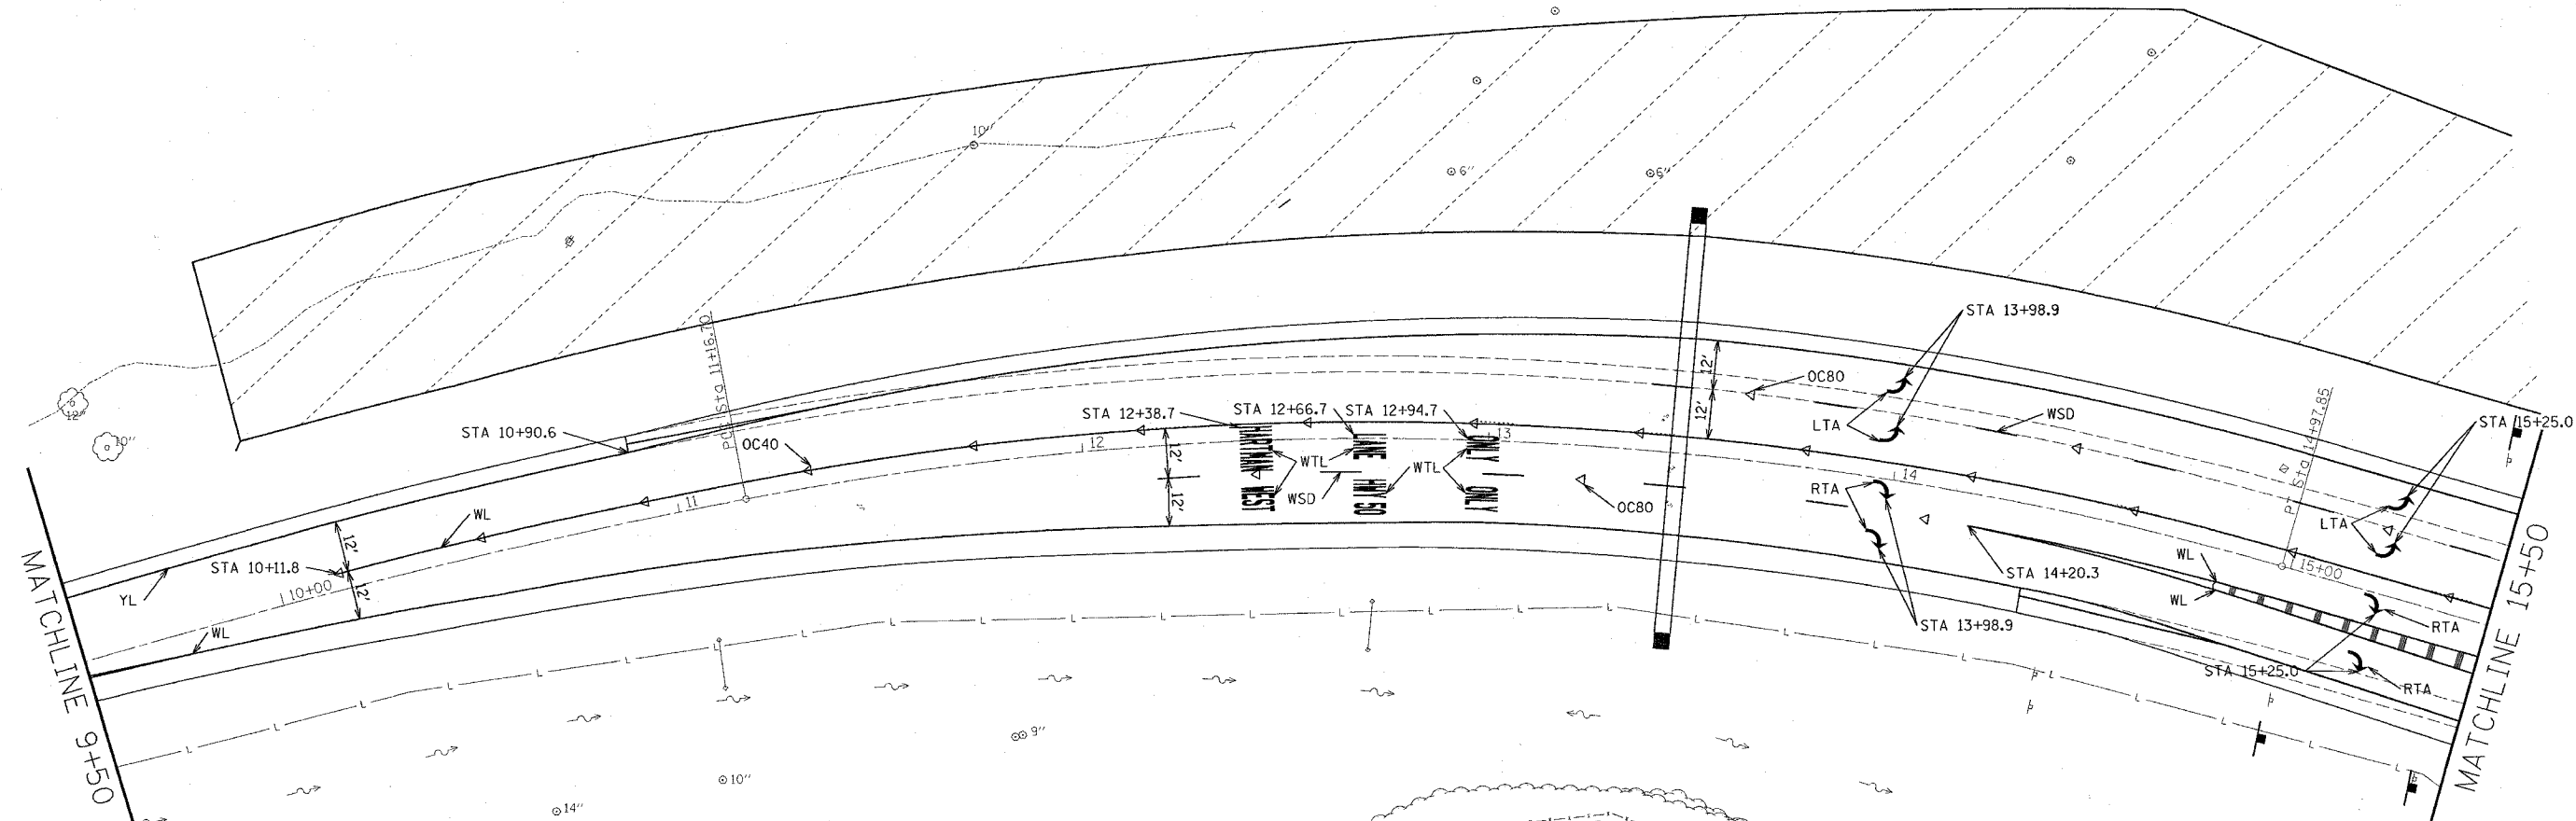 10'
6"
6"
12"
10"
STA 13+98.9
PCC Sta 11+16.70
12'
12'
OC80
STA 10+90.6
OC40
STA 12+38.7
STA 12+66.7
STA 12+94.7
LTA
WSD
PT Sta 14+97.85
STA 15+25.0
12
13
14
12'
12'
HARTMAN
LANE
ONLY
WTL
WTL
WEST
HWY 50
ONLY
WSD
OC80
RTA
LTA
11
WL
12'
12'
STA 10+11.8
YL
10+00
WL
STA 14+20.3
WL
WL
15+00
STA 13+98.9
RTA
STA 15+25.0
RTA
MATCHLINE 9+50
MATCHLINE 15+50
L L L L L L L L L L L L L L L L L
9"
10"
14"